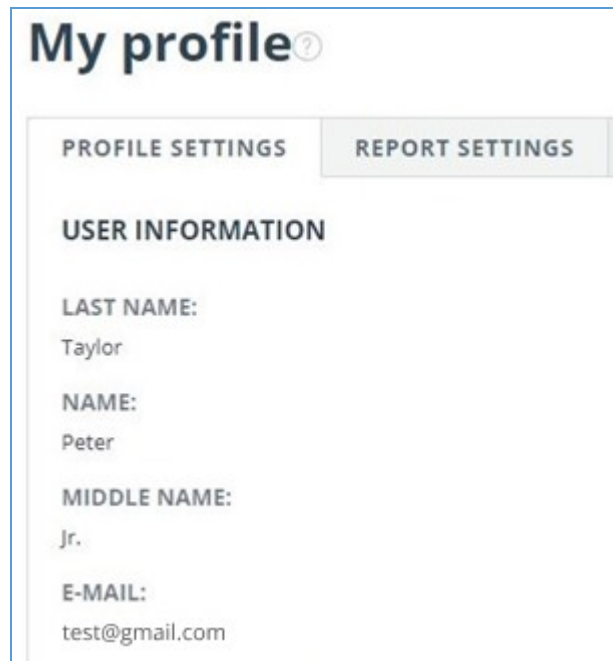 My profile?
PROFILE SETTINGS REPORT SETTINGS
USER INFORMATION
LAST NAME:
Taylor
NAME:
Peter
MIDDLE NAME:
Jr.
E-MAIL:
test@gmail.com